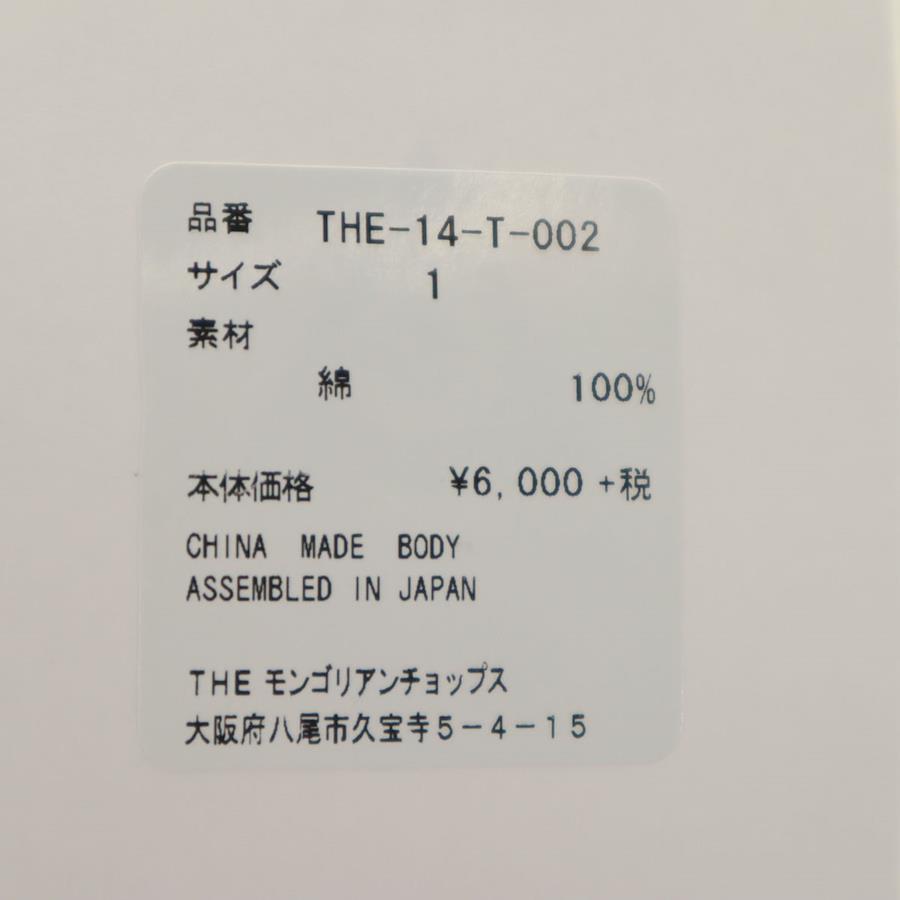 品番 THE-14-T-002
サイズ 1
素材
綿 100%
本体価格 ¥6,000 +税
CHINA MADE BODY
ASSEMBLED IN JAPAN
THE モンゴリアンチョップス
大阪府八尾市久宝寺5-4-15